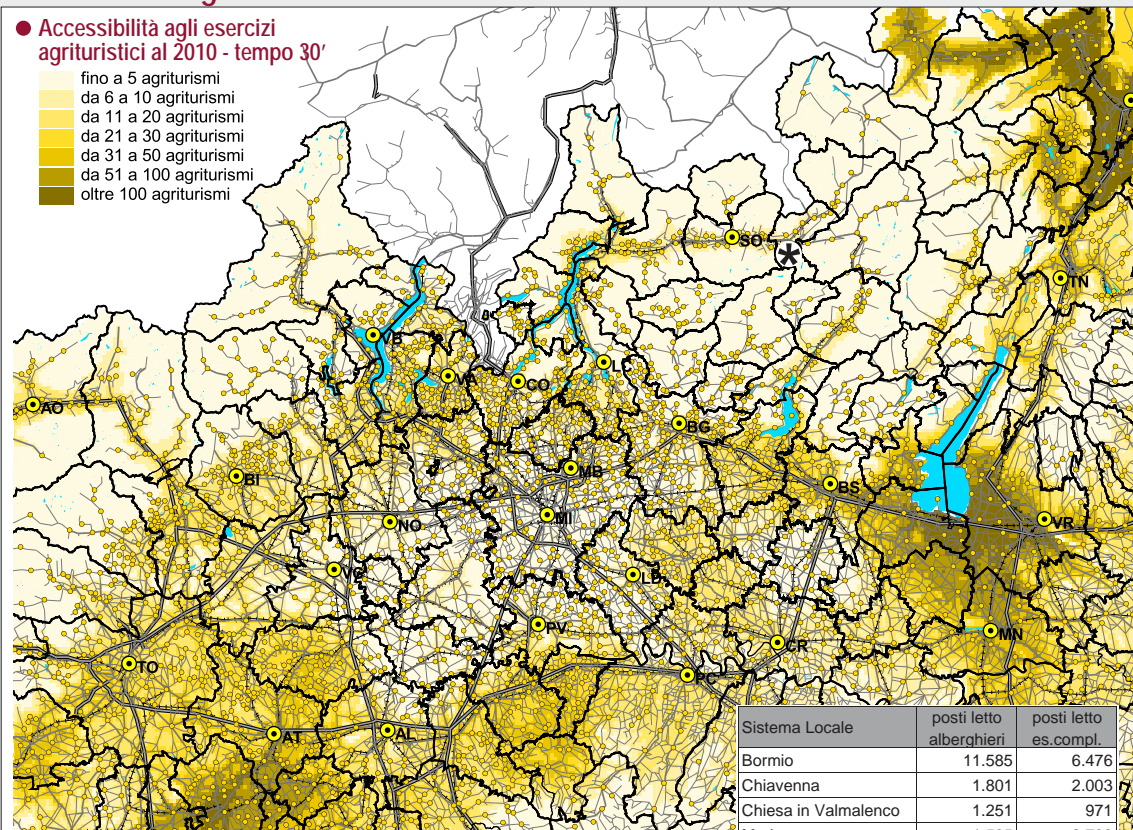 Accessibilità agli esercizi
agrituristici al 2010 - tempo 30'
fino a 5 agriturismi
da 6 a 10 agriturismi
da 11 a 20 agriturismi
da 21 a 30 agriturismi
da 31 a 50 agriturismi
da 51 a 100 agriturismi
oltre 100 agriturismi
SO
*
TN
VB
VA
CO
LC
AO
BG
MB
BI
BS
NO
MI
VR
VC
LD
PV
MN
CR
TO
PC
AT
AL
Sistema Locale posti letto alberghieri posti letto es.compl.
Bormio 11.585 6.476
Chiavenna 1.801 2.003
Chiesa in Valmalenco 1.251 971